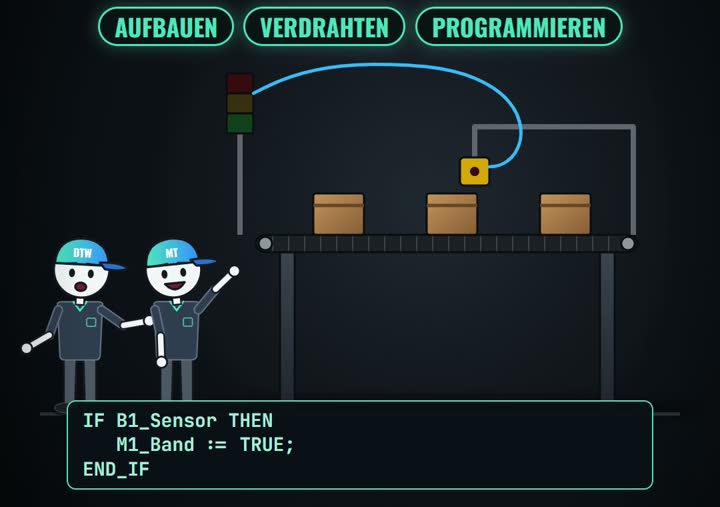 AUFBAUEN VERDRAHTEN PROGRAMMIEREN
DTW MT
IF B1_Sensor THEN
   M1_Band := TRUE;
END_IF